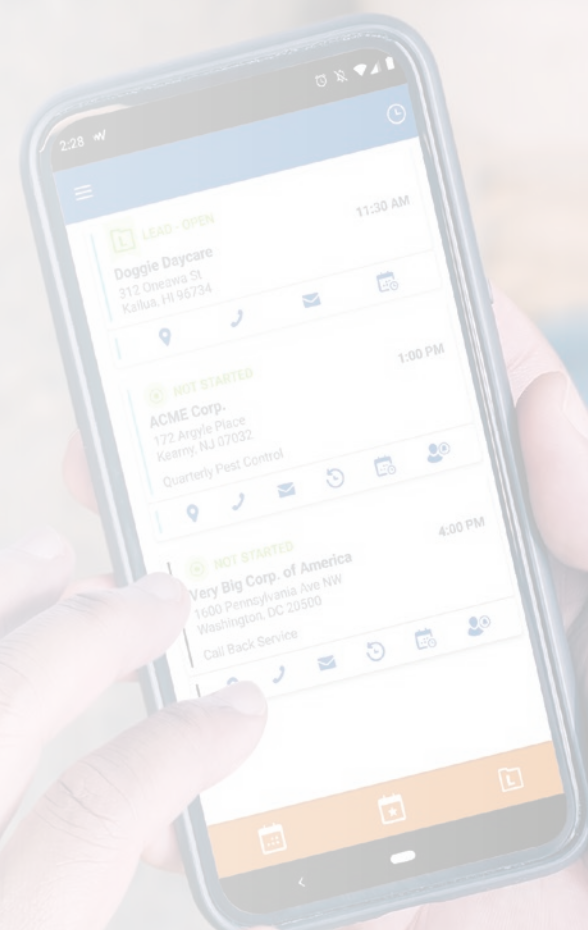 2:28
LEAD - OPEN
11:30 AM
Doggie Daycare
312 Oneawa St
Kailua, HI 96734
NOT STARTED
1:00 PM
ACME Corp.
172 Argyle Place
Kearny, NJ 07032
Quarterly Pest Control
NOT STARTED
4:00 PM
Very Big Corp. of America
1600 Pennsylvania Ave NW
Washington, DC 20500
Call Back Service